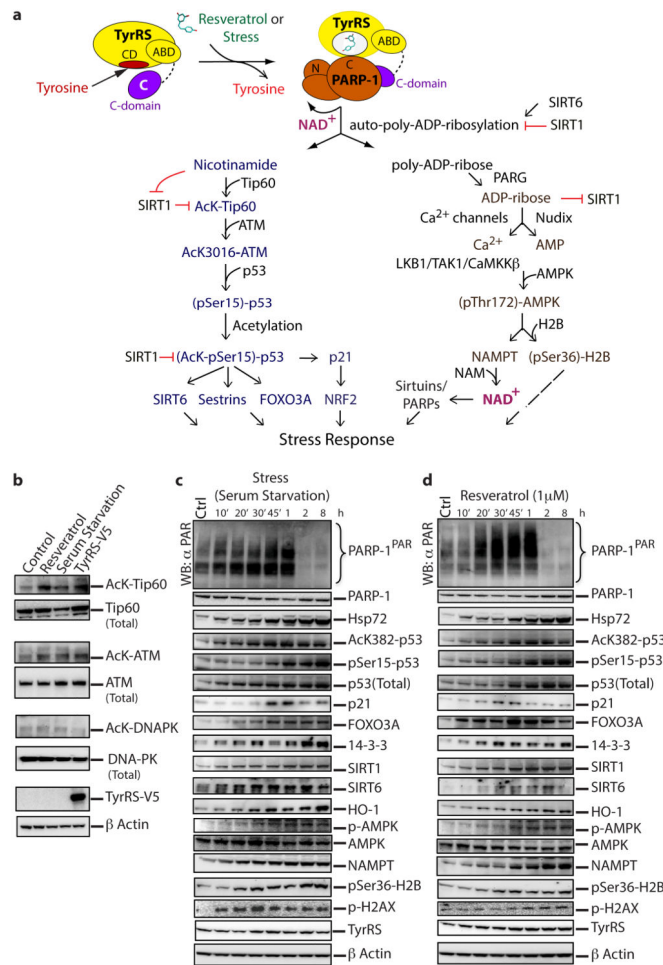 a
TyrRS
CD
ABD
Tyrosine
C
C-domain
Resveratrol or
Stress
Tyrosine
TyrRS
ABD
N
C
PARP-1
C-domain
NAD+
auto-poly-ADP-ribosylation
SIRT6
SIRT1
Nicotinamide
Tip60
SIRT1
AcK-Tip60
ATM
AcK3016-ATM
p53
(pSer15)-p53
Acetylation
SIRT1
(AcK-pSer15)-p53
p21
SIRT6
Sestrins
FOXO3A
NRF2
poly-ADP-ribose
PARG
ADP-ribose
SIRT1
Ca2+ channels
Nudix
Ca2+
AMP
LKB1/TAK1/CaMKKβ
AMPK
(pThr172)-AMPK
H2B
NAMPT
(pSer36)-H2B
NAM
Sirtuins/
PARPs
NAD+
Stress Response
b
Control
Resveratrol
Serum Starvation
TyrRS-V5
AcK-Tip60
Tip60
(Total)
AcK-ATM
ATM
(Total)
AcK-DNAPK
DNA-PK
(Total)
TyrRS-V5
β Actin
c
Stress
(Serum Starvation)
Ctrl
10' 20' 30' 45' 1 2 8 h
WB: α PAR
PARP-1PAR
PARP-1
Hsp72
AcK382-p53
pSer15-p53
p53(Total)
p21
FOXO3A
14-3-3
SIRT1
SIRT6
HO-1
p-AMPK
AMPK
NAMPT
pSer36-H2B
p-H2AX
TyrRS
β Actin
d
Resveratrol (1μM)
Ctrl
10' 20' 30' 45' 1 2 8 h
WB: α PAR
PARP-1PAR
PARP-1
Hsp72
AcK382-p53
pSer15-p53
p53(Total)
p21
FOXO3A
14-3-3
SIRT1
SIRT6
HO-1
p-AMPK
AMPK
NAMPT
pSer36-H2B
p-H2AX
TyrRS
β Actin